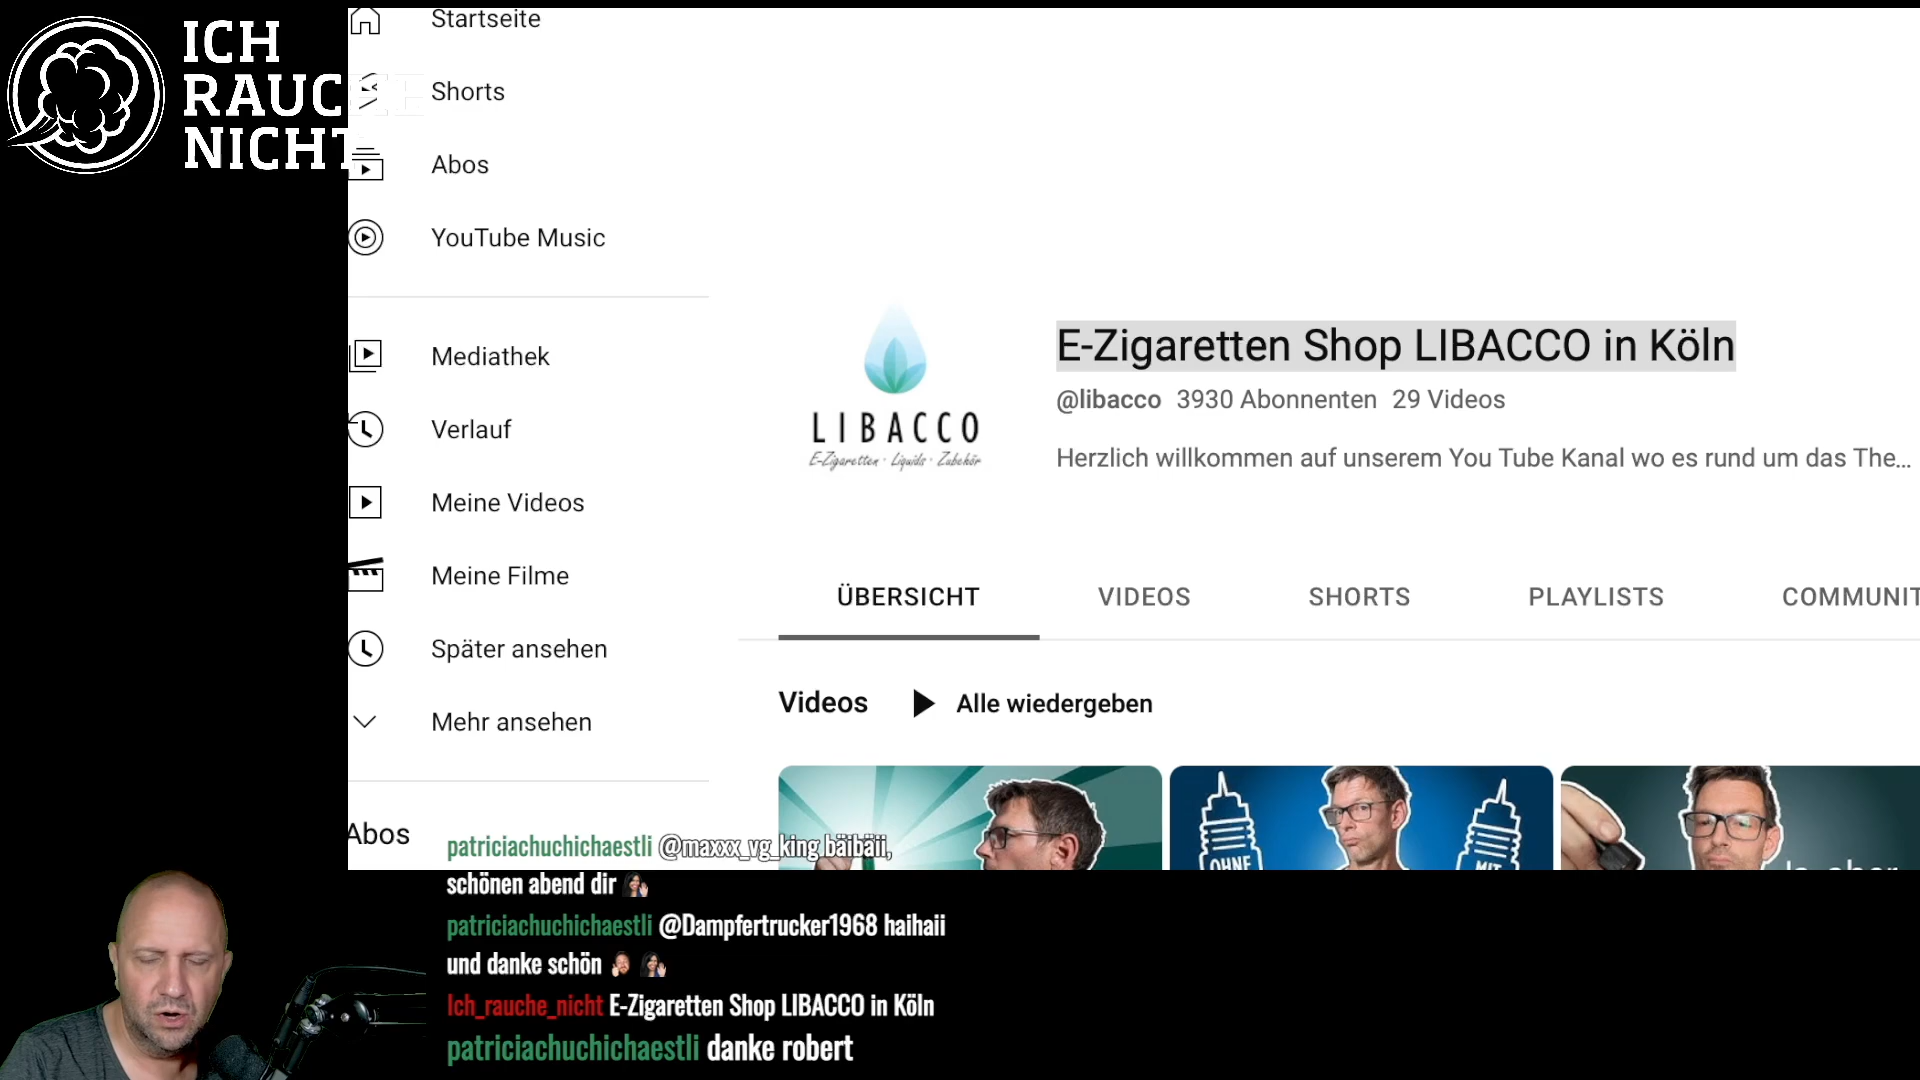 ICH
RAUCHE
NICHT
Startseite
Shorts
Abos
YouTube Music
Mediathek
Verlauf
Meine Videos
Meine Filme
Später ansehen
Mehr ansehen
Abos
LIBACCO
E-Zigaretten · Liquids · Zubehör
E-Zigaretten Shop LIBACCO in Köln
@libacco 3930 Abonnenten 29 Videos
Herzlich willkommen auf unserem You Tube Kanal wo es rund um das The...
ÜBERSICHT VIDEOS SHORTS PLAYLISTS COMMUNIT
Videos Alle wiedergeben
OHNE
MIT
patriciachuchichaestli @maxxx_vg_king bäibäii,
schönen abend dir
patriciachuchichaestli @Dampfertrucker1968 haihaii
und danke schön
Ich_rauche_nicht E-Zigaretten Shop LIBACCO in Köln
patriciachuchichaestli danke robert